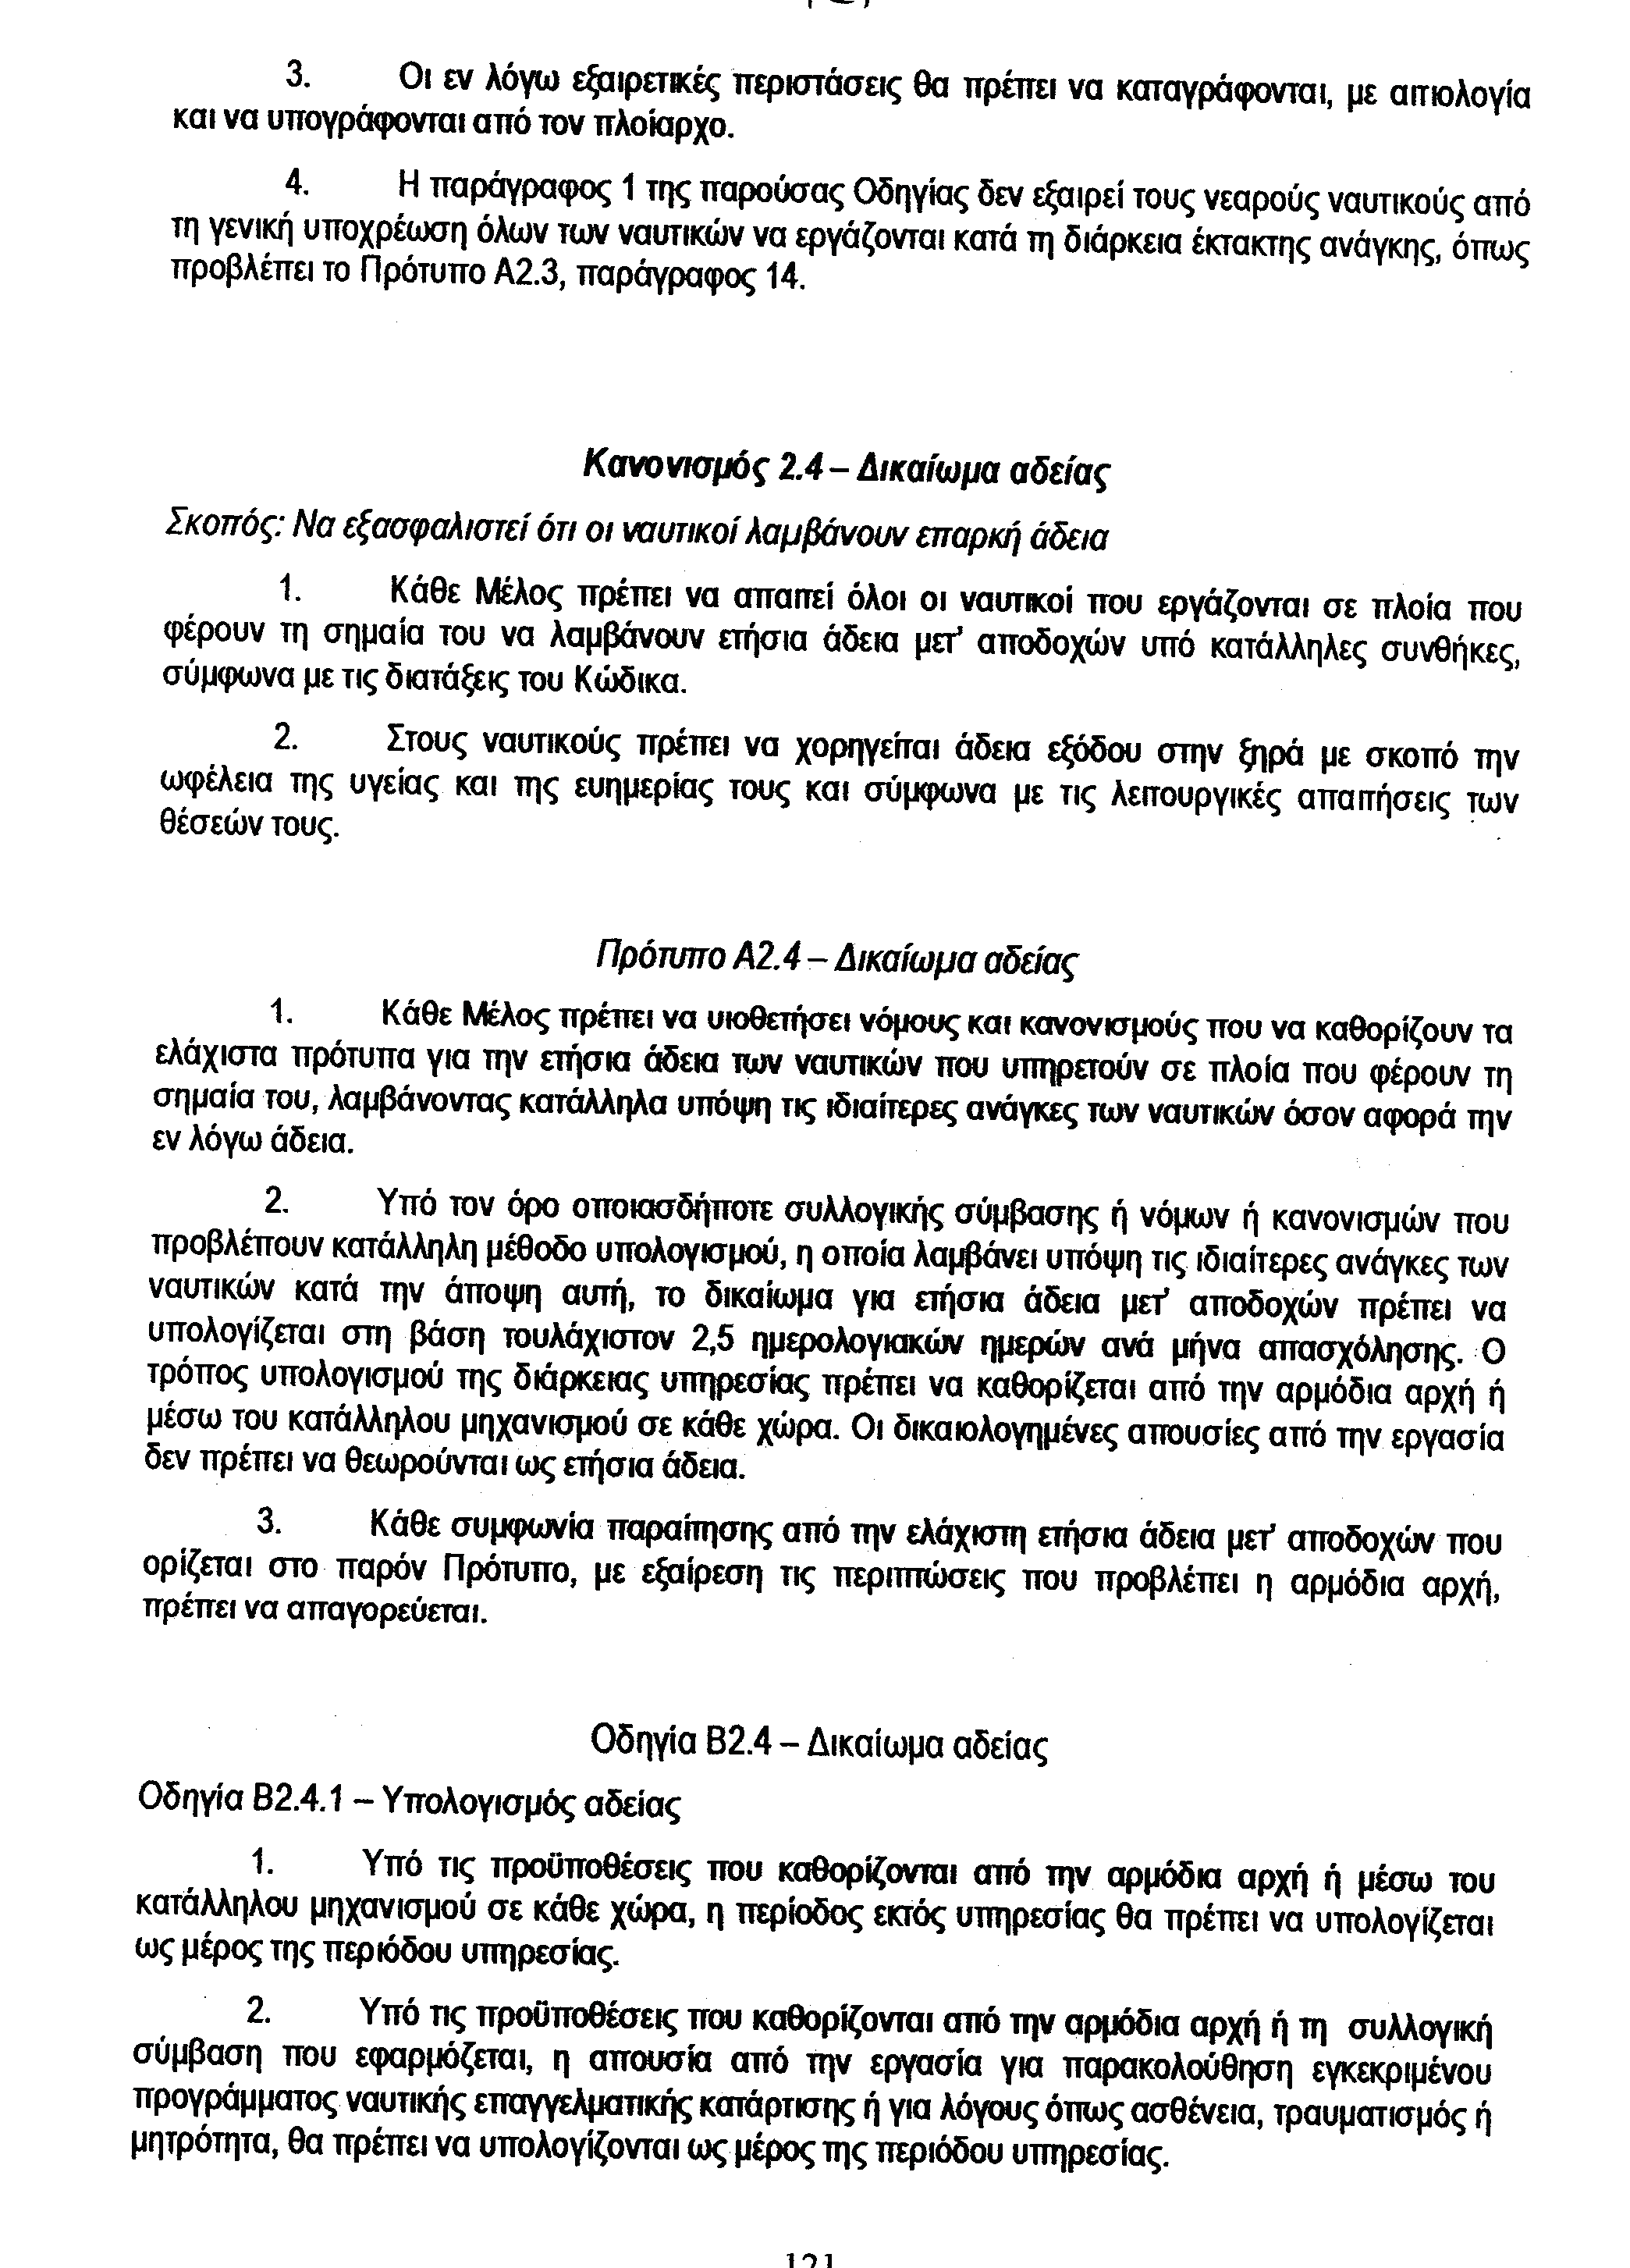 3. Οι εν λόγω εξαιρετικές περιστάσεις θα πρέπει να καταγράφονται, με αιτιολογία
και να υπογράφονται από τον πλοίαρχο.
4. Η παράγραφος 1 της παρούσας Οδηγίας δεν εξαιρεί τους νεαρούς ναυτικούς από
τη γενική υποχρέωση όλων των ναυτικών να εργάζονται κατά τη διάρκεια έκτακτης ανάγκης, όπως
προβλέπει το Πρότυπο Α2.3, παράγραφος 14.
Κανονισμός 2.4 – Δικαίωμα αδείας
Σκοπός: Να εξασφαλιστεί ότι οι ναυτικοί λαμβάνουν επαρκή άδεια
1. Κάθε Μέλος πρέπει να απαιτεί όλοι οι ναυτικοί που εργάζονται σε πλοία που
φέρουν τη σημαία του να λαμβάνουν ετήσια άδεια μετ' αποδοχών υπό κατάλληλες συνθήκες,
σύμφωνα με τις διατάξεις του Κώδικα.
2. Στους ναυτικούς πρέπει να χορηγείται άδεια εξόδου στην ξηρά με σκοπό την
ωφέλεια της υγείας και της ευημερίας τους και σύμφωνα με τις λειτουργικές απαιτήσεις των
θέσεών τους.
Πρότυπο Α2.4 – Δικαίωμα αδείας
1. Κάθε Μέλος πρέπει να υιοθετήσει νόμους και κανονισμούς που να καθορίζουν τα
ελάχιστα πρότυπα για την ετήσια άδεια των ναυτικών που υπηρετούν σε πλοία που φέρουν τη
σημαία του, λαμβάνοντας κατάλληλα υπόψη τις ιδιαίτερες ανάγκες των ναυτικών όσον αφορά την
εν λόγω άδεια.
2. Υπό τον όρο οποιασδήποτε συλλογικής σύμβασης ή νόμων ή κανονισμών που
προβλέπουν κατάλληλη μέθοδο υπολογισμού, η οποία λαμβάνει υπόψη τις ιδιαίτερες ανάγκες των
ναυτικών κατά την άποψη αυτή, το δικαίωμα για ετήσια άδεια μετ' αποδοχών πρέπει να
υπολογίζεται στη βάση τουλάχιστον 2,5 ημερολογιακών ημερών ανά μήνα απασχόλησης. Ο
τρόπος υπολογισμού της διάρκειας υπηρεσίας πρέπει να καθορίζεται από την αρμόδια αρχή ή
μέσω του κατάλληλου μηχανισμού σε κάθε χώρα. Οι δικαιολογημένες απουσίες από την εργασία
δεν πρέπει να θεωρούνται ως ετήσια άδεια.
3. Κάθε συμφωνία παραίτησης από την ελάχιστη ετήσια άδεια μετ' αποδοχών που
ορίζεται στο παρόν Πρότυπο, με εξαίρεση τις περιπτώσεις που προβλέπει η αρμόδια αρχή,
πρέπει να απαγορεύεται.
Οδηγία Β2.4 – Δικαίωμα αδείας
Οδηγία Β2.4.1 – Υπολογισμός αδείας
1. Υπό τις προϋποθέσεις που καθορίζονται από την αρμόδια αρχή ή μέσω του
κατάλληλου μηχανισμού σε κάθε χώρα, η περίοδος εκτός υπηρεσίας θα πρέπει να υπολογίζεται
ως μέρος της περιόδου υπηρεσίας.
2. Υπό τις προϋποθέσεις που καθορίζονται από την αρμόδια αρχή ή τη συλλογική
σύμβαση που εφαρμόζεται, η απουσία από την εργασία για παρακολούθηση εγκεκριμένου
προγράμματος ναυτικής επαγγελματικής κατάρτισης ή για λόγους όπως ασθένεια, τραυματισμός ή
μητρότητα, θα πρέπει να υπολογίζονται ως μέρος της περιόδου υπηρεσίας.
121